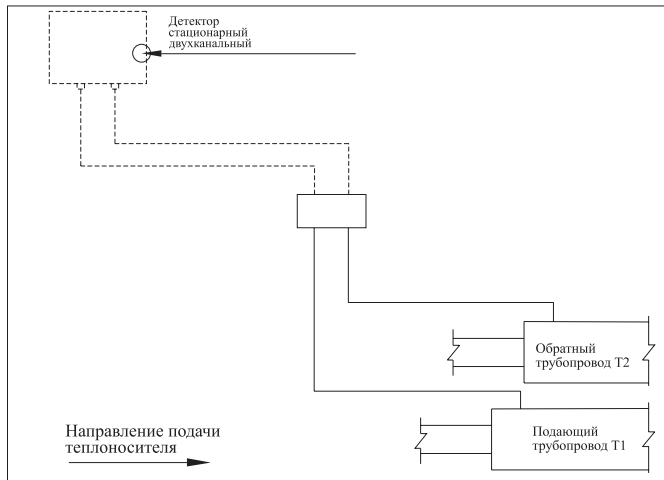 Детектор
стационарный
двухканальный
Обратный
трубопровод Т2
Подающий
трубопровод Т1
Направление подачи
теплоносителя